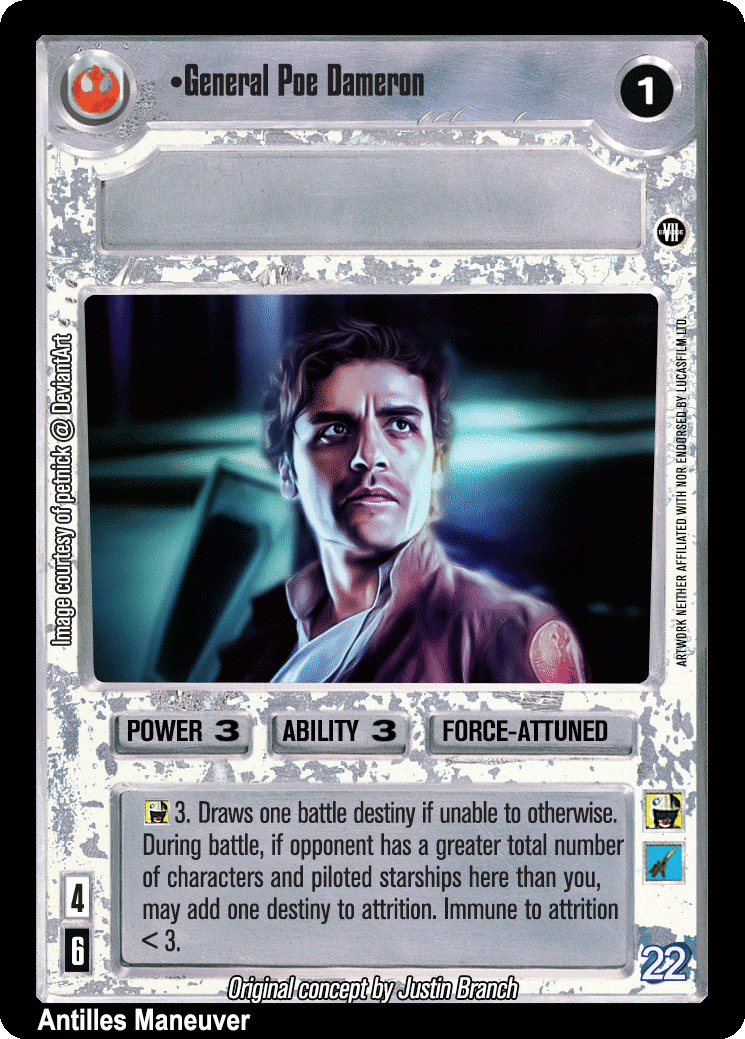 •General Poe Dameron
1
EPISODE
VII
Image courtesy of petnick @ DeviantArt
ARTWORK NEITHER AFFILIATED WITH NOR ENDORSED BY LUCASFILM LTD.
POWER 3 ABILITY 3 FORCE-ATTUNED
3. Draws one battle destiny if unable to otherwise.
During battle, if opponent has a greater total number
of characters and piloted starships here than you,
may add one destiny to attrition. Immune to attrition
< 3.
4
6
22
Original concept by Justin Branch
Antilles Maneuver